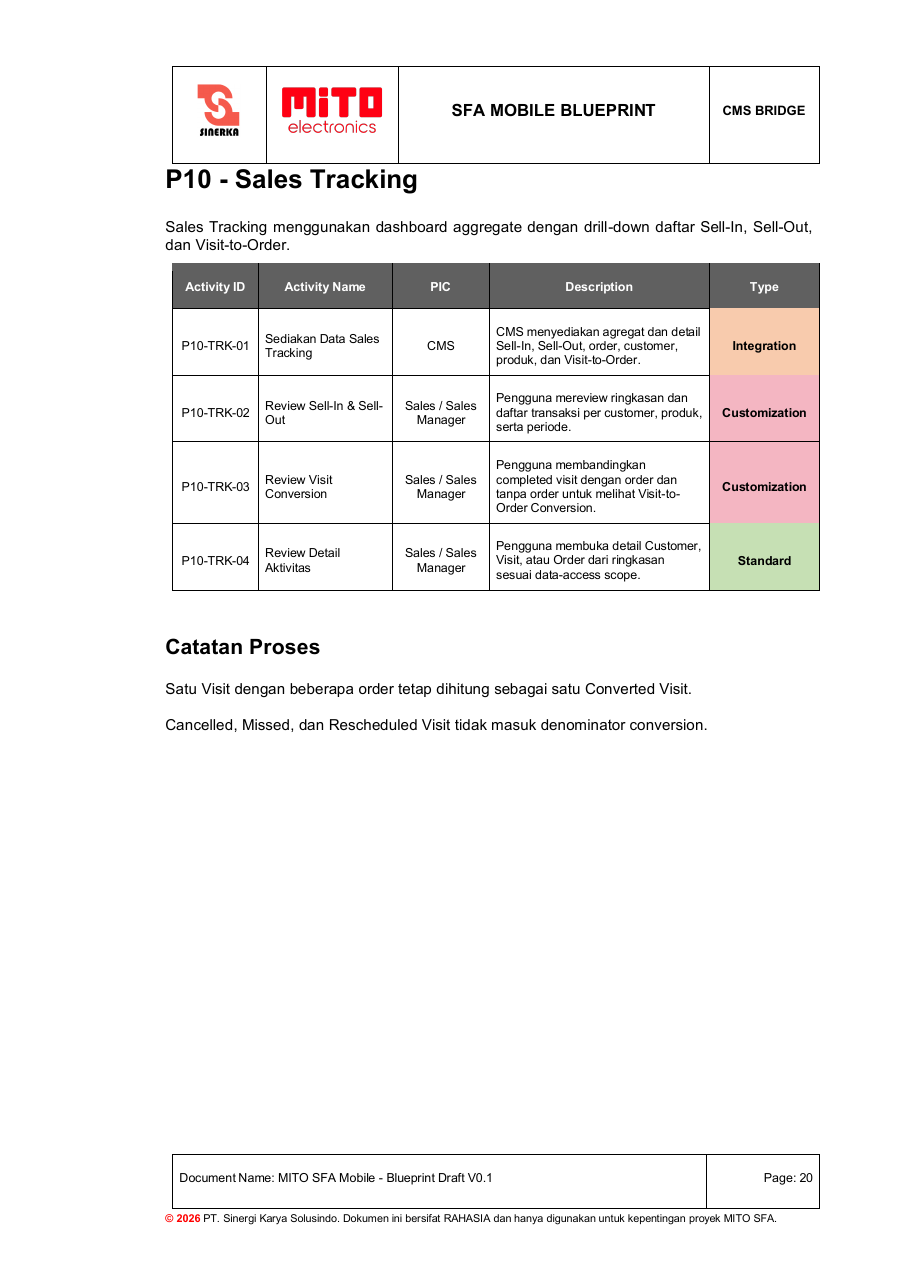 SINERKA
MiTO
electronics
SFA MOBILE BLUEPRINT
CMS BRIDGE
P10 - Sales Tracking
Sales Tracking menggunakan dashboard aggregate dengan drill-down daftar Sell-In, Sell-Out,
dan Visit-to-Order.
Activity ID
Activity Name
PIC
Description
Type
P10-TRK-01
Sediakan Data Sales
Tracking
CMS
CMS menyediakan agregat dan detail
Sell-In, Sell-Out, order, customer,
produk, dan Visit-to-Order.
Integration
P10-TRK-02
Review Sell-In & Sell-
Out
Sales / Sales
Manager
Pengguna mereview ringkasan dan
daftar transaksi per customer, produk,
serta periode.
Customization
P10-TRK-03
Review Visit
Conversion
Sales / Sales
Manager
Pengguna membandingkan
completed visit dengan order dan
tanpa order untuk melihat Visit-to-
Order Conversion.
Customization
P10-TRK-04
Review Detail
Aktivitas
Sales / Sales
Manager
Pengguna membuka detail Customer,
Visit, atau Order dari ringkasan
sesuai data-access scope.
Standard
Catatan Proses
Satu Visit dengan beberapa order tetap dihitung sebagai satu Converted Visit.
Cancelled, Missed, dan Rescheduled Visit tidak masuk denominator conversion.
Document Name: MITO SFA Mobile - Blueprint Draft V0.1
Page: 20
© 2026 PT. Sinergi Karya Solusindo. Dokumen ini bersifat RAHASIA dan hanya digunakan untuk kepentingan proyek MITO SFA.